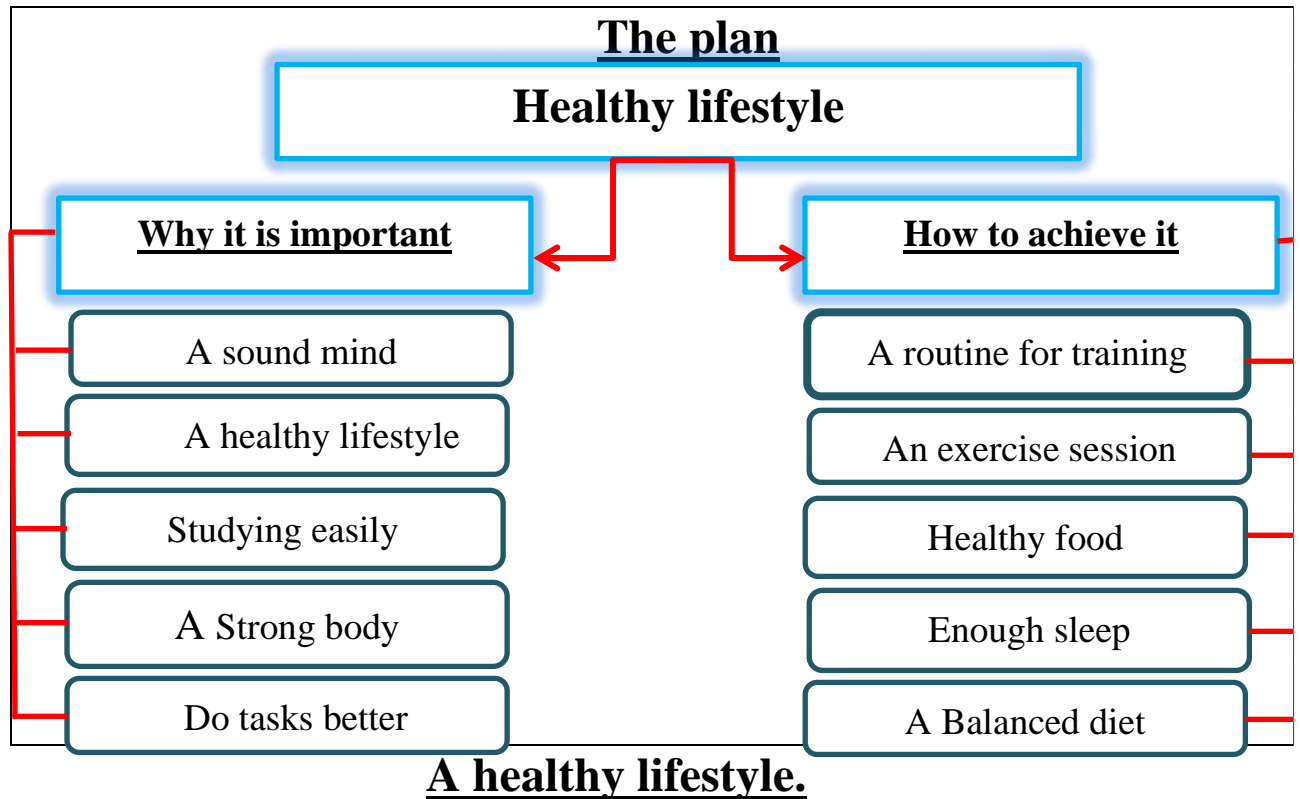 The plan
Healthy lifestyle
Why it is important
A sound mind
A healthy lifestyle
Studying easily
A Strong body
Do tasks better
How to achieve it
A routine for training
An exercise session
Healthy food
Enough sleep
A Balanced diet
A healthy lifestyle.